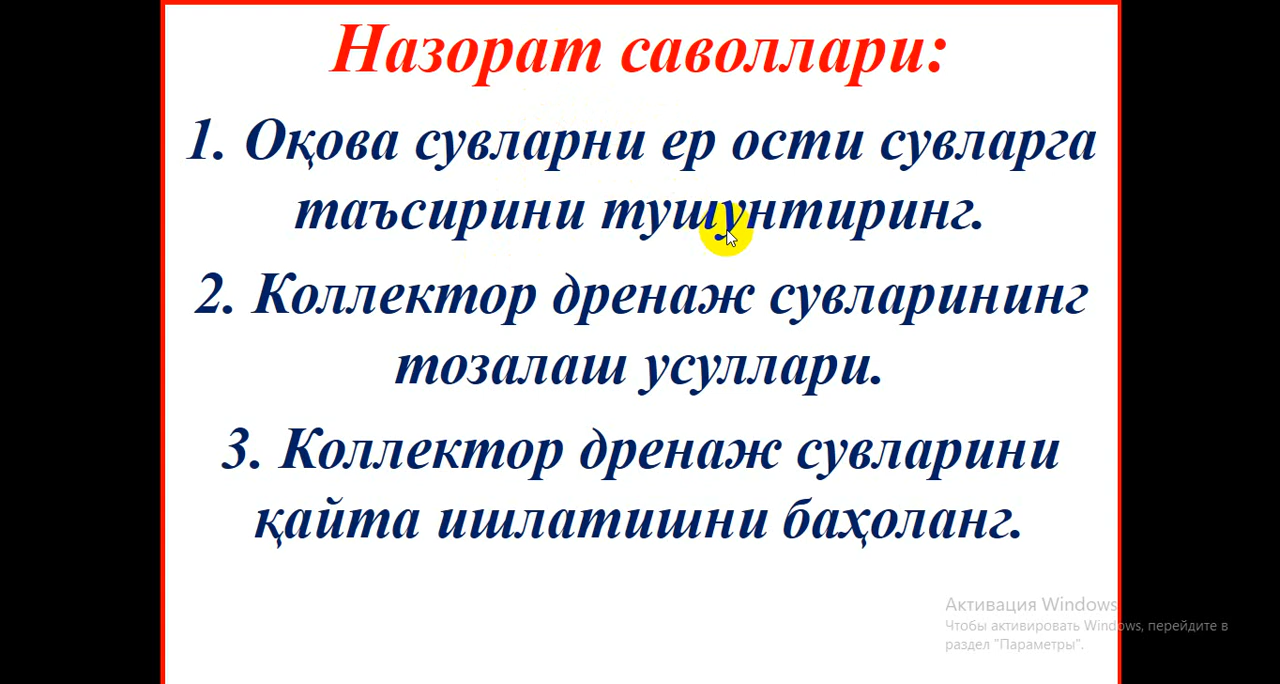 Назорат саволлари:
1. Оқова сувларни ер ости сувларга
таъсирини тушунтиринг.
2. Коллектор дренаж сувларининг
тозалаш усуллари.
3. Коллектор дренаж сувларини
қайта ишлатишни баҳоланг.
Активация Windows
Чтобы активировать Windows, перейдите в
раздел "Параметры".